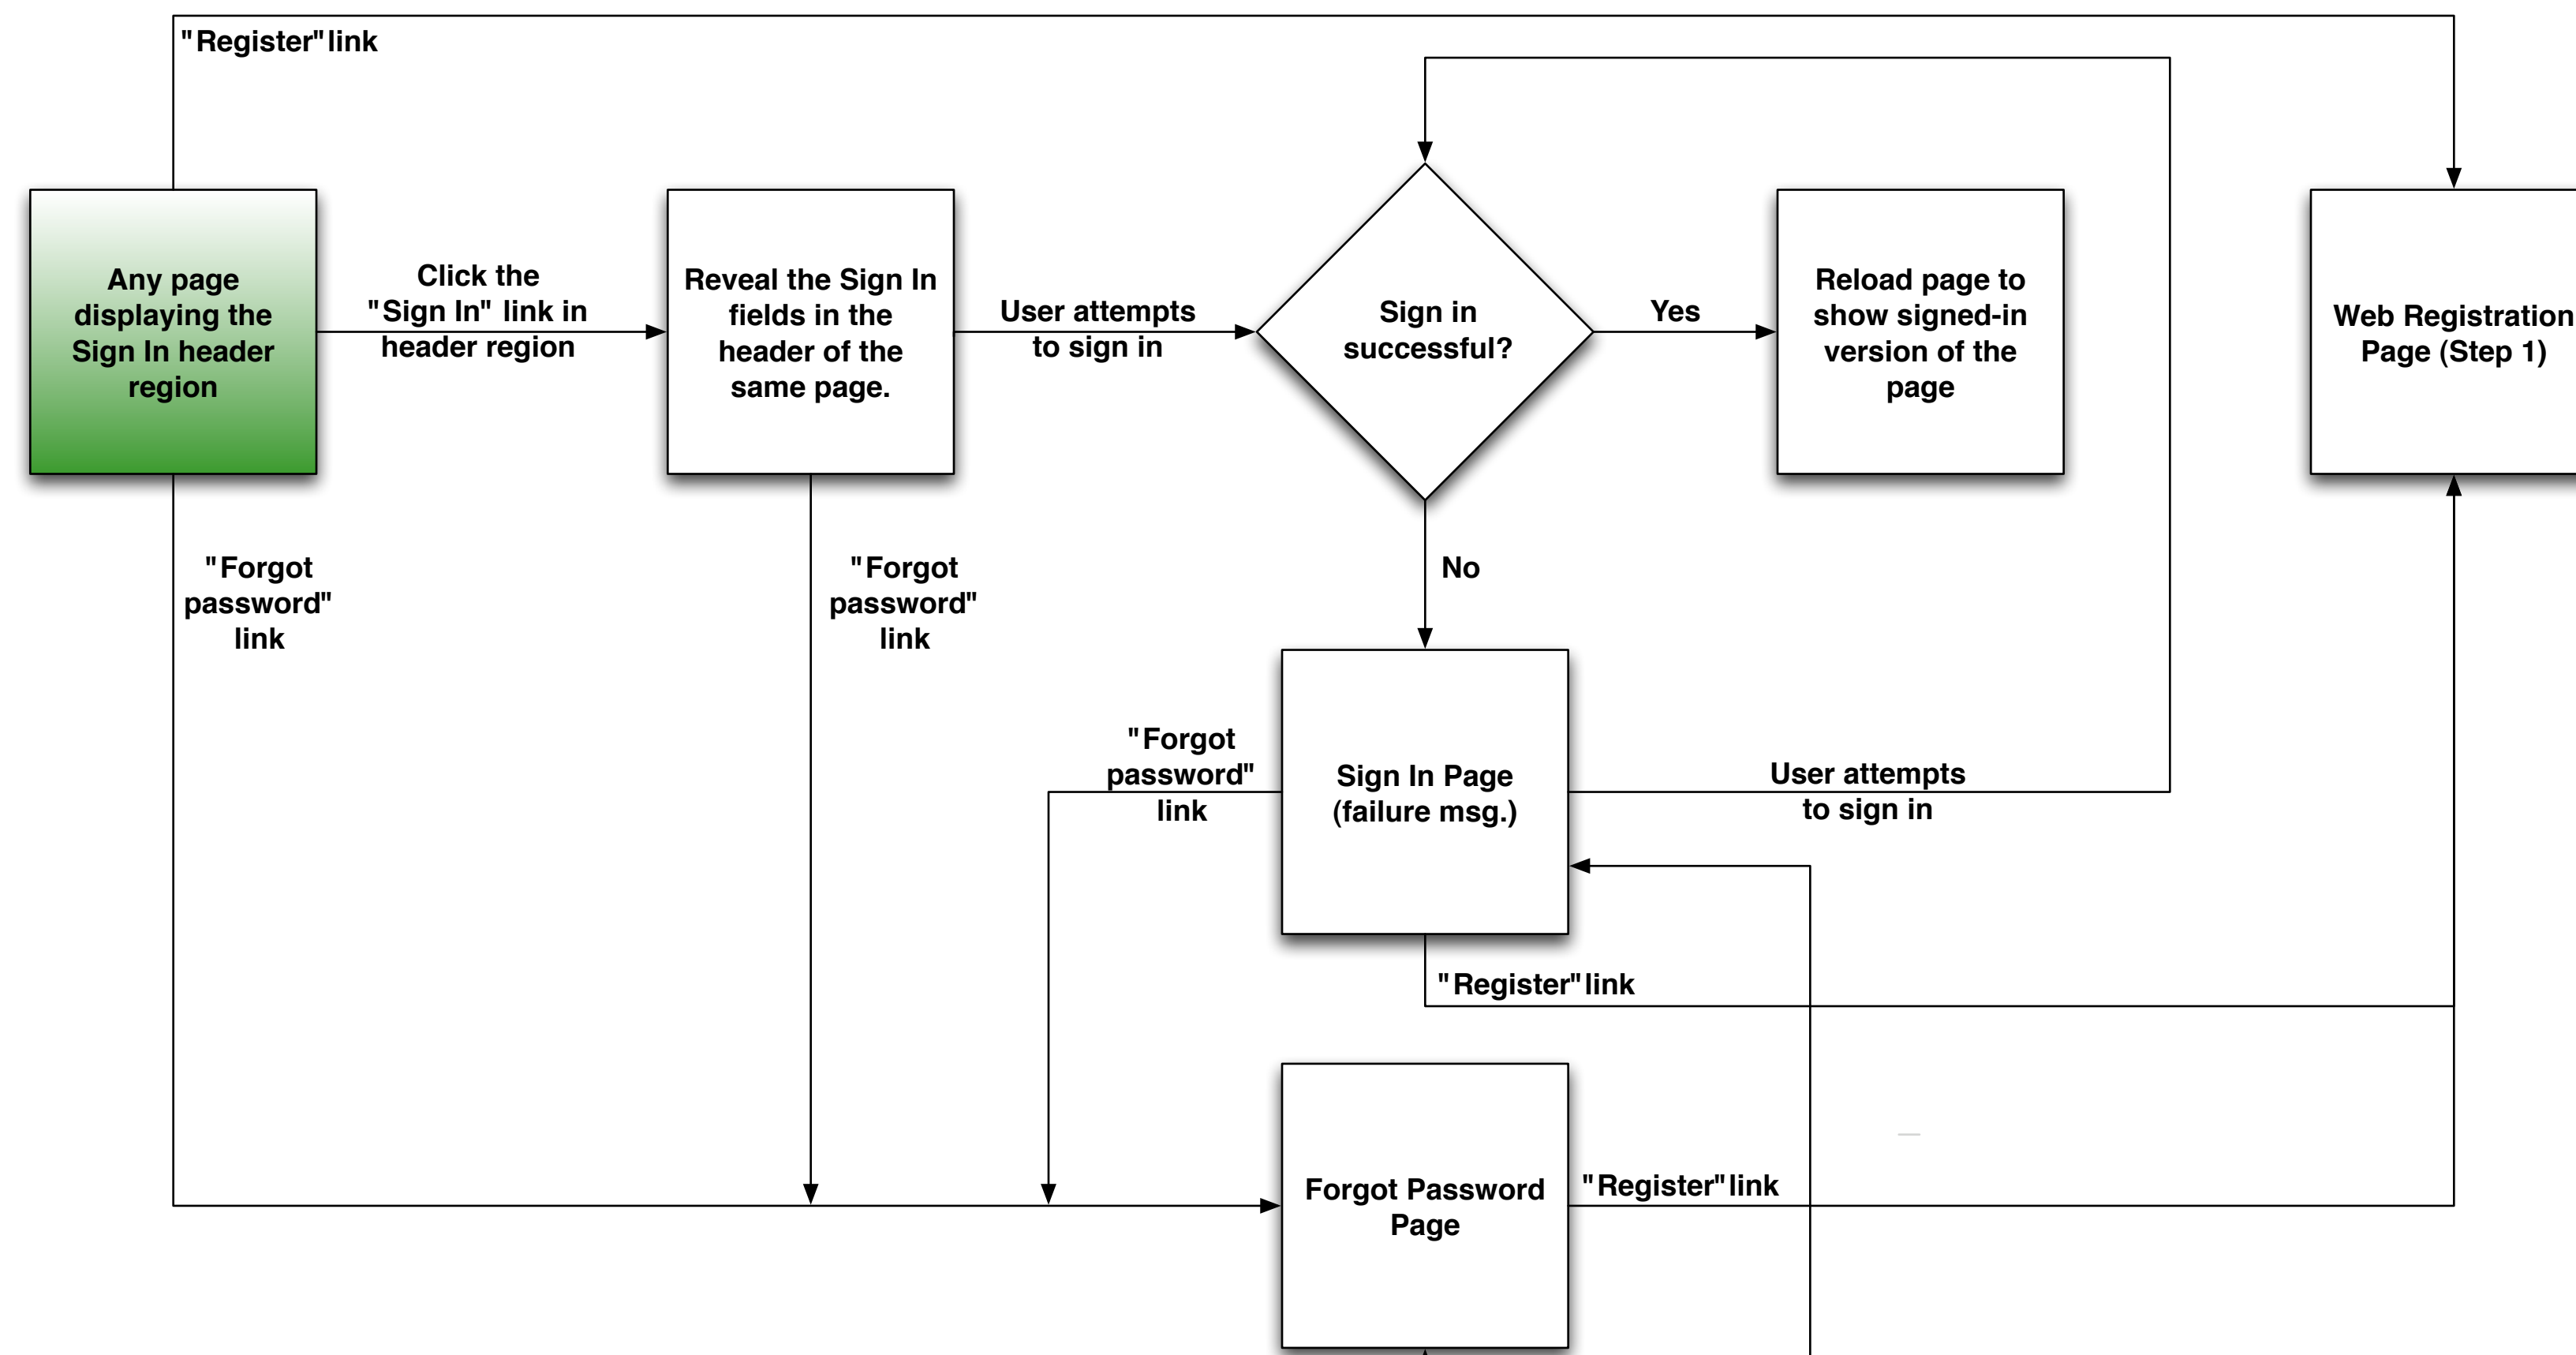 "Register" link
Any page
displaying the
Sign In header
region
Click the
"Sign In" link in
header region
Reveal the Sign In
fields in the
header of the
same page.
User attempts
to sign in
Sign in
successful?
Yes
Reload page to
show signed-in
version of the
page
Web Registration
Page (Step 1)
"Forgot
password"
link
"Forgot
password"
link
No
"Forgot
password"
link
Sign In Page
(failure msg.)
User attempts
to sign in
"Register" link
Forgot Password
Page
"Register" link